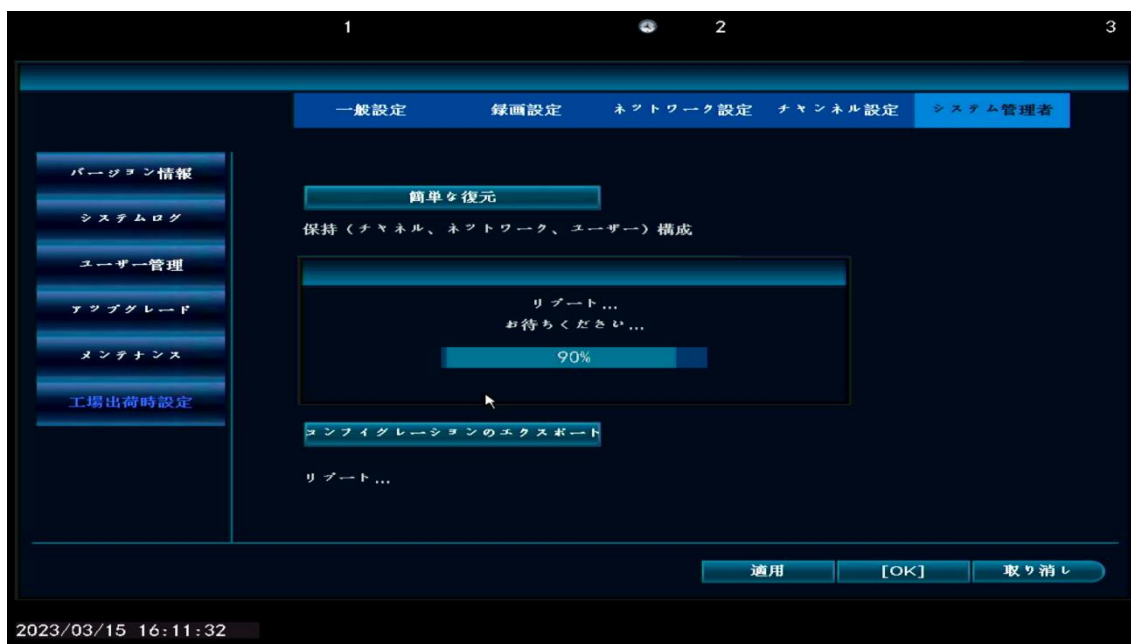 1 2 3
一般設定 録画設定 ネットワーク設定 チャンネル設定 システム管理者
バージョン情報
システムログ
ユーザー管理
アップグレード
メンテナンス
工場出荷時設定
簡単な復元
保持（チャネル、ネットワーク、ユーザー）構成
リブート...
お待ちください...
90%
コンフィグレーションのエクスポート
リブート...
適用 [OK] 取り消し
2023/03/15 16:11:32